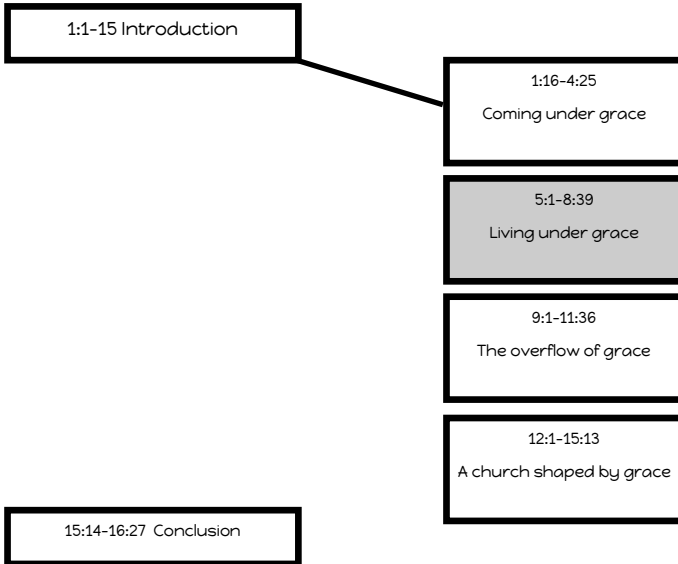 1:1-15 Introduction
1:16-4:25
Coming under grace
5:1-8:39
Living under grace
9:1-11:36
The overflow of grace
12:1-15:13
A church shaped by grace
15:14-16:27 Conclusion